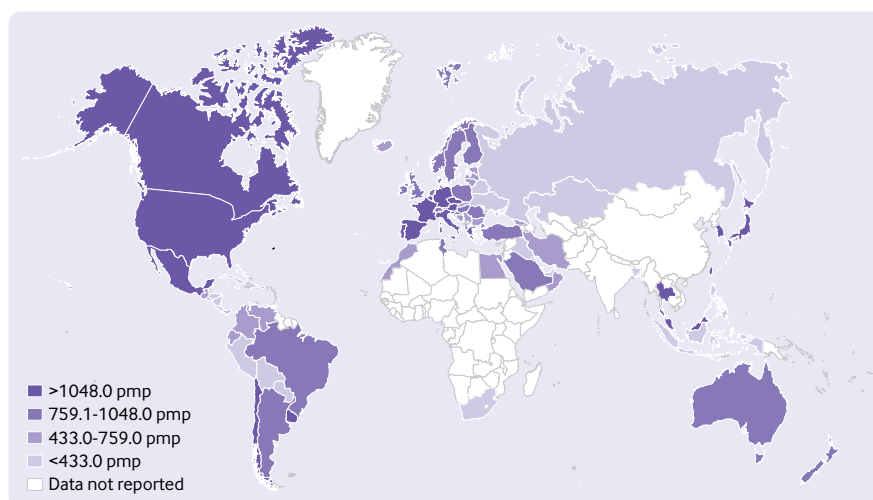 >1048.0 pmp
759.1-1048.0 pmp
433.0-759.0 pmp
<433.0 pmp
Data not reported